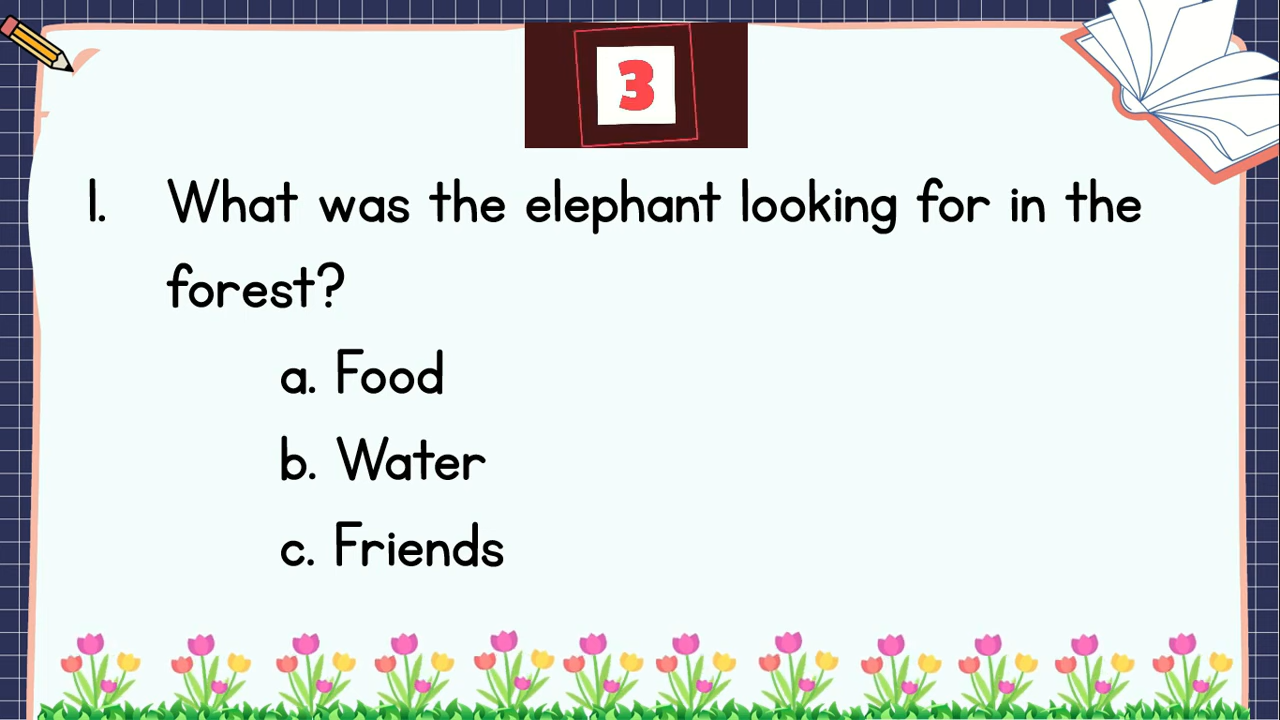 3
1. What was the elephant looking for in the
forest?
a. Food
b. Water
c. Friends